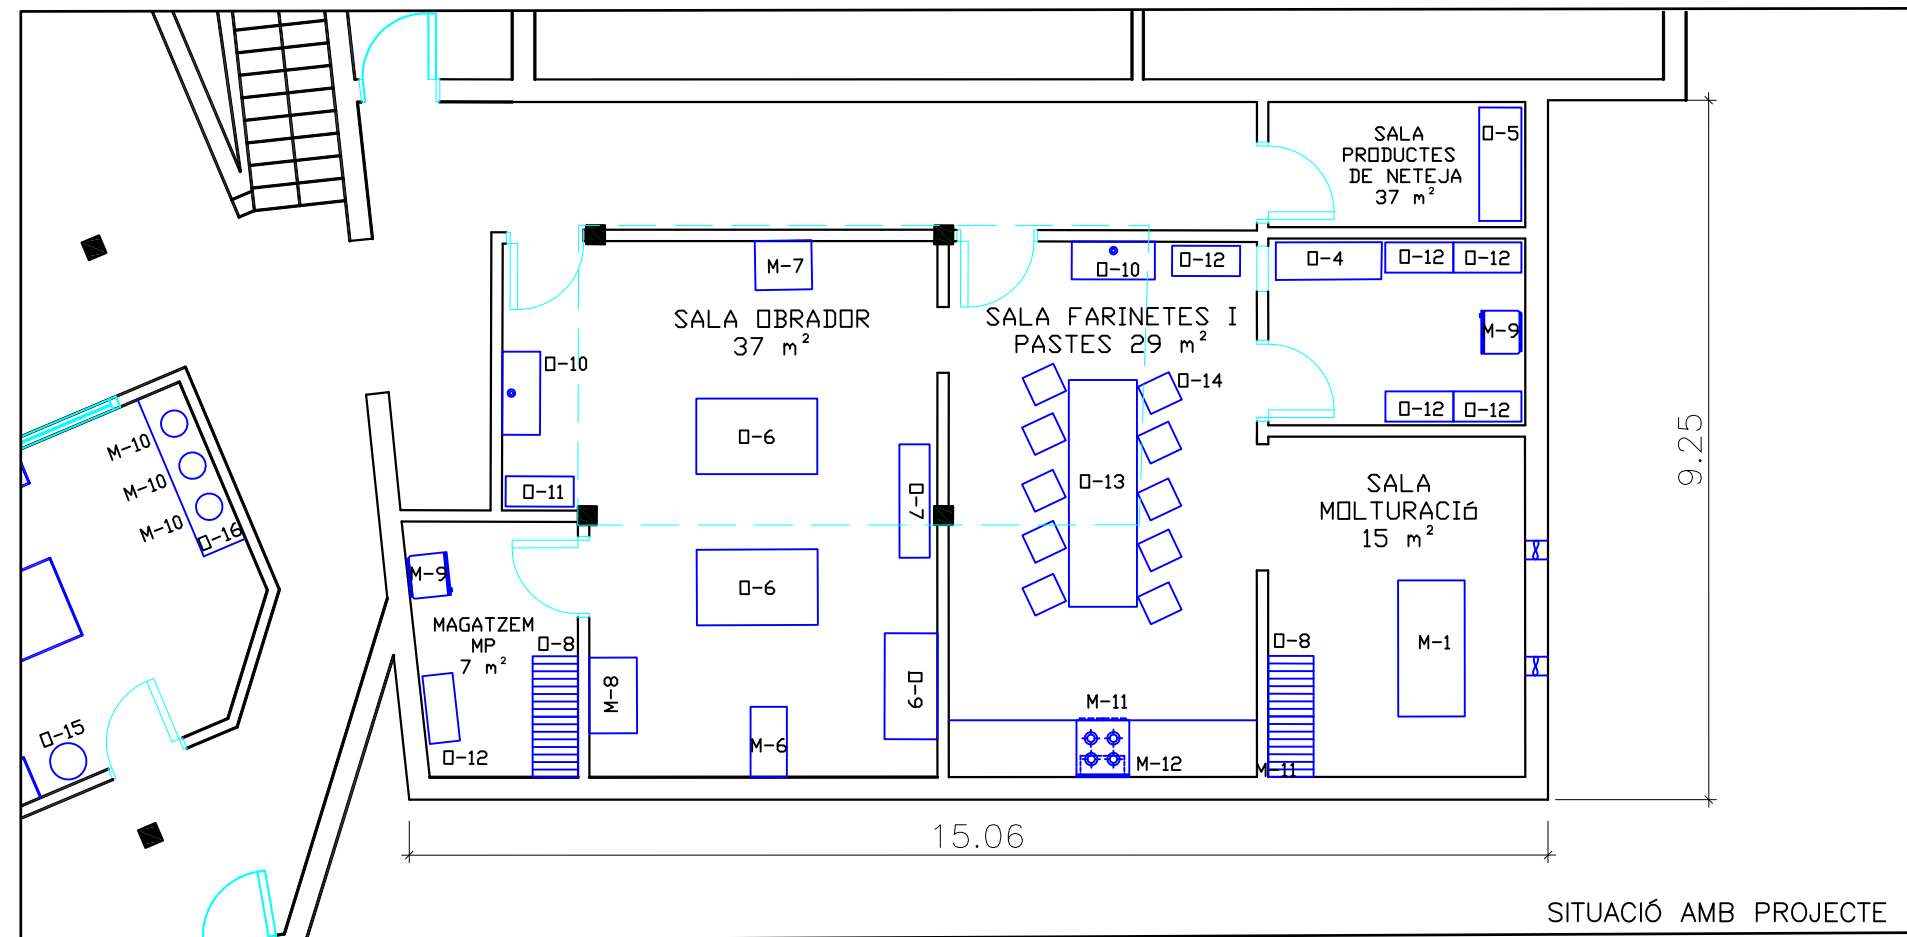 SALA
PRODUCTES
DE NETEJA
37 m²
O-5
M-7
O-10
O-12
O-4
O-12
O-12
SALA OBRADOR
37 m²
SALA FARINETES I
PASTES 29 m²
M-9
O-10
O-14
O-12
O-12
O-6
M-10
M-10
M-10
O-16
O-11
O-7
O-13
SALA
MOLTURACIó
15 m²
9.25
M-9
O-6
MAGATZEM
MP
7 m²
O-8
O-8
M-1
M-8
O-9
M-11
O-15
O-12
M-6
M-12
M-11
15.06
SITUACIÓ AMB PROJECTE